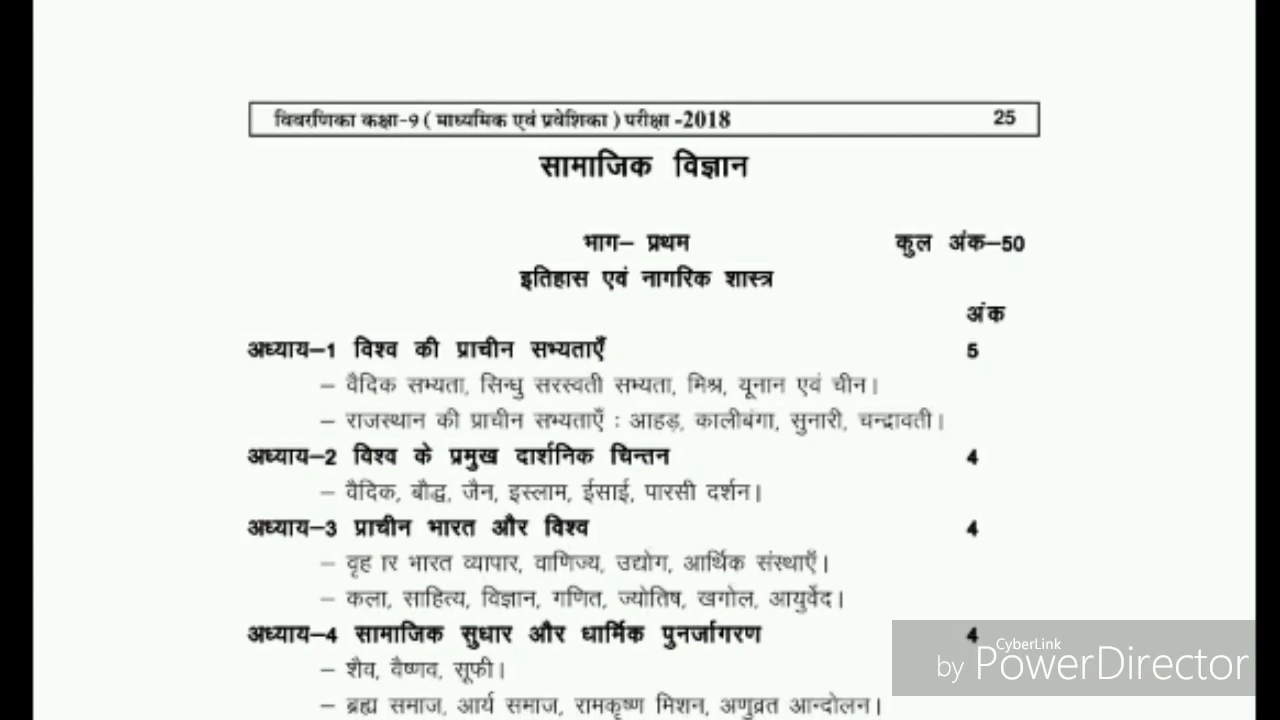 विवरणिका कक्षा-9 ( माध्यमिक एवं प्रवेशिका ) परीक्षा -2018 25
सामाजिक विज्ञान
भाग– प्रथम कुल अंक–50
इतिहास एवं नागरिक शास्त्र
अंक
अध्याय–1 विश्व की प्राचीन सभ्यताएँ 5
– वैदिक सभ्यता, सिन्धु सरस्वती सभ्यता, मिश्र, यूनान एवं चीन।
– राजस्थान की प्राचीन सभ्यताएँ : आहड़, कालीबंगा, सुनारी, चन्द्रावती।
अध्याय–2 विश्व के प्रमुख दार्शनिक चिन्तन 4
– वैदिक, बौद्ध, जैन, इस्लाम, ईसाई, पारसी दर्शन।
अध्याय–3 प्राचीन भारत और विश्व 4
– वृह ार भारत व्यापार, वाणिज्य, उद्योग, आर्थिक संस्थाएँ।
– कला, साहित्य, विज्ञान, गणित, ज्योतिष, खगोल, आयुर्वेद।
अध्याय–4 सामाजिक सुधार और धार्मिक पुनर्जागरण 4
– शैव, वैष्णव, सूफी।
– ब्रह्म समाज, आर्य समाज, रामकृष्ण मिशन, अणुव्रत आन्दोलन।
CyberLink
by PowerDirector